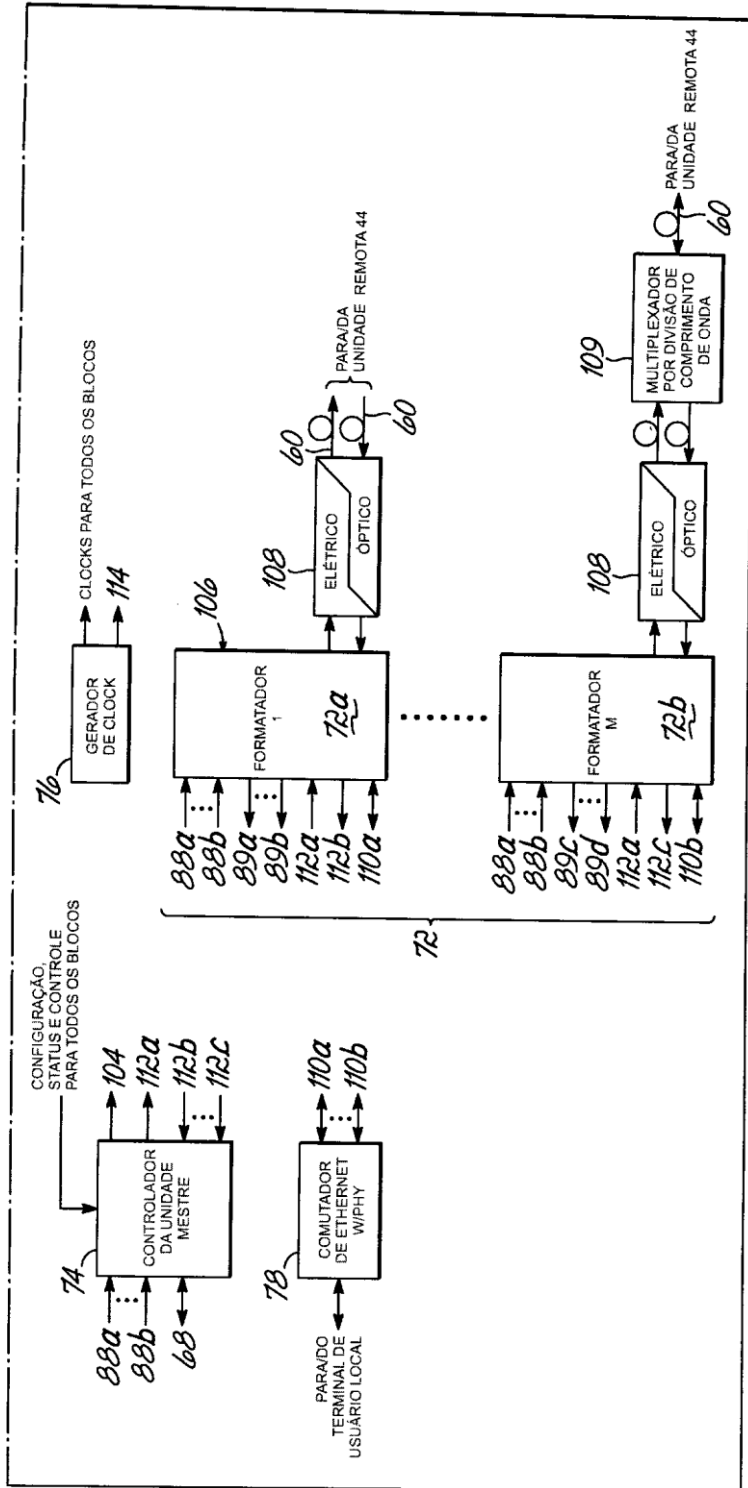 CONFIGURAÇÃO,
STATUS E CONTROLE
PARA TODOS OS BLOCOS
74
88a
88b
68
CONTROLADOR
DA UNIDADE
MESTRE
104
112a
112b
112c
78
PARA/DO
TERMINAL DE
USUÁRIO LOCAL
COMUTADOR
DE ETHERNET
W/PHY
110a
110b
76
GERADOR
DE CLOCK
CLOCKS PARA TODOS OS BLOCOS
114
72
88a
88b
89a
89b
112a
112b
110a
106
FORMATADOR
1
72a
108
ELÉTRICO
ÓPTICO
60
60
PARA/DA
UNIDADE REMOTA 44
88a
88b
89c
89d
112a
112c
110b
FORMATADOR
M
72b
108
ELÉTRICO
ÓPTICO
109
MULTIPLEXADOR
POR DIVISÃO DE
COMPRIMENTO
DE ONDA
60
PARA/DA
UNIDADE REMOTA 44